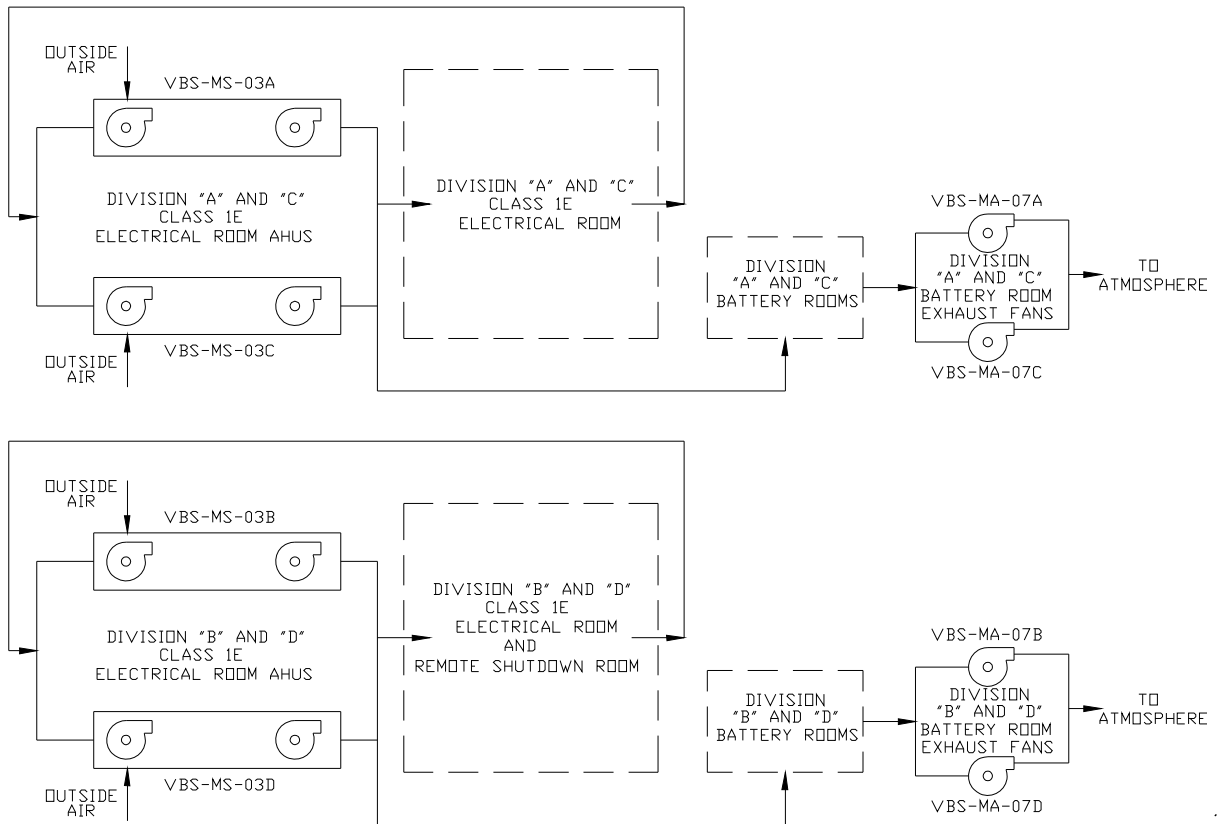 OUTSIDE
AIR
VBS-MS-03A
DIVISION "A" AND "C"
CLASS 1E
ELECTRICAL ROOM AHUS
VBS-MS-03C
OUTSIDE
AIR
DIVISION "A" AND "C"
CLASS 1E
ELECTRICAL ROOM
DIVISION
"A" AND "C"
BATTERY ROOMS
VBS-MA-07A
DIVISION
"A" AND "C"
BATTERY ROOM
EXHAUST FANS
VBS-MA-07C
TO
ATMOSPHERE
OUTSIDE
AIR
VBS-MS-03B
DIVISION "B" AND "D"
CLASS 1E
ELECTRICAL ROOM AHUS
VBS-MS-03D
OUTSIDE
AIR
DIVISION "B" AND "D"
CLASS 1E
ELECTRICAL ROOM
AND
REMOTE SHUTDOWN ROOM
DIVISION
"B" AND "D"
BATTERY ROOMS
VBS-MA-07B
DIVISION
"B" AND "D"
BATTERY ROOM
EXHAUST FANS
VBS-MA-07D
TO
ATMOSPHERE